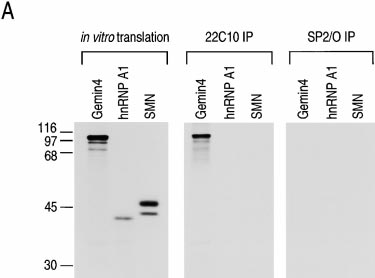 A
in vitro translation 22C10 IP SP2/O IP
Gemin4 hnRNP A1 SMN Gemin4 hnRNP A1 SMN Gemin4 hnRNP A1 SMN
116
97
68
45
30